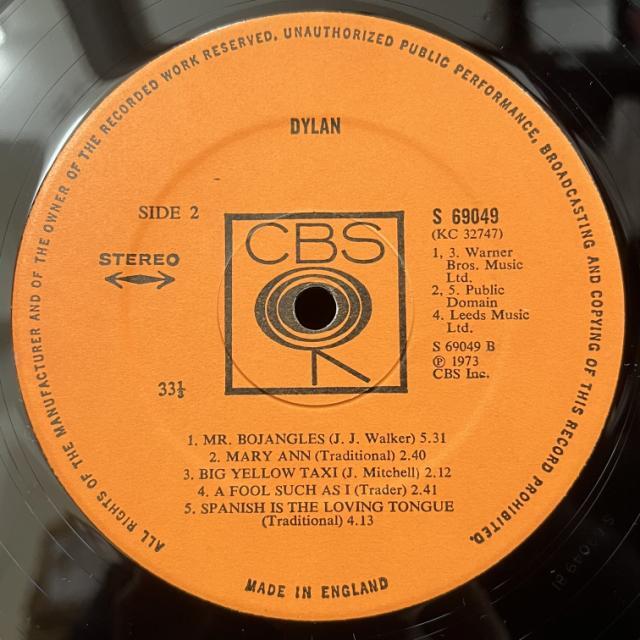 ALL RIGHTS OF THE MANUFACTURER AND OF THE OWNER OF THE RECORDED WORK RESERVED, UNAUTHORIZED PUBLIC PERFORMANCE, BROADCASTING AND COPYING OF THIS RECORD PROHIBITED.
DYLAN
SIDE 2
STEREO
33⅓
CBS
S 69049
(KC 32747)
1, 3. Warner
Bros. Music
Ltd.
2, 5. Public
Domain
4. Leeds Music
Ltd.
S 69049 B
℗ 1973
CBS Inc.
1. MR. BOJANGLES (J. J. Walker) 5.31
2. MARY ANN (Traditional) 2.40
3. BIG YELLOW TAXI (J. Mitchell) 2.12
4. A FOOL SUCH AS I (Trader) 2.41
5. SPANISH IS THE LOVING TONGUE
(Traditional) 4.13
MADE IN ENGLAND